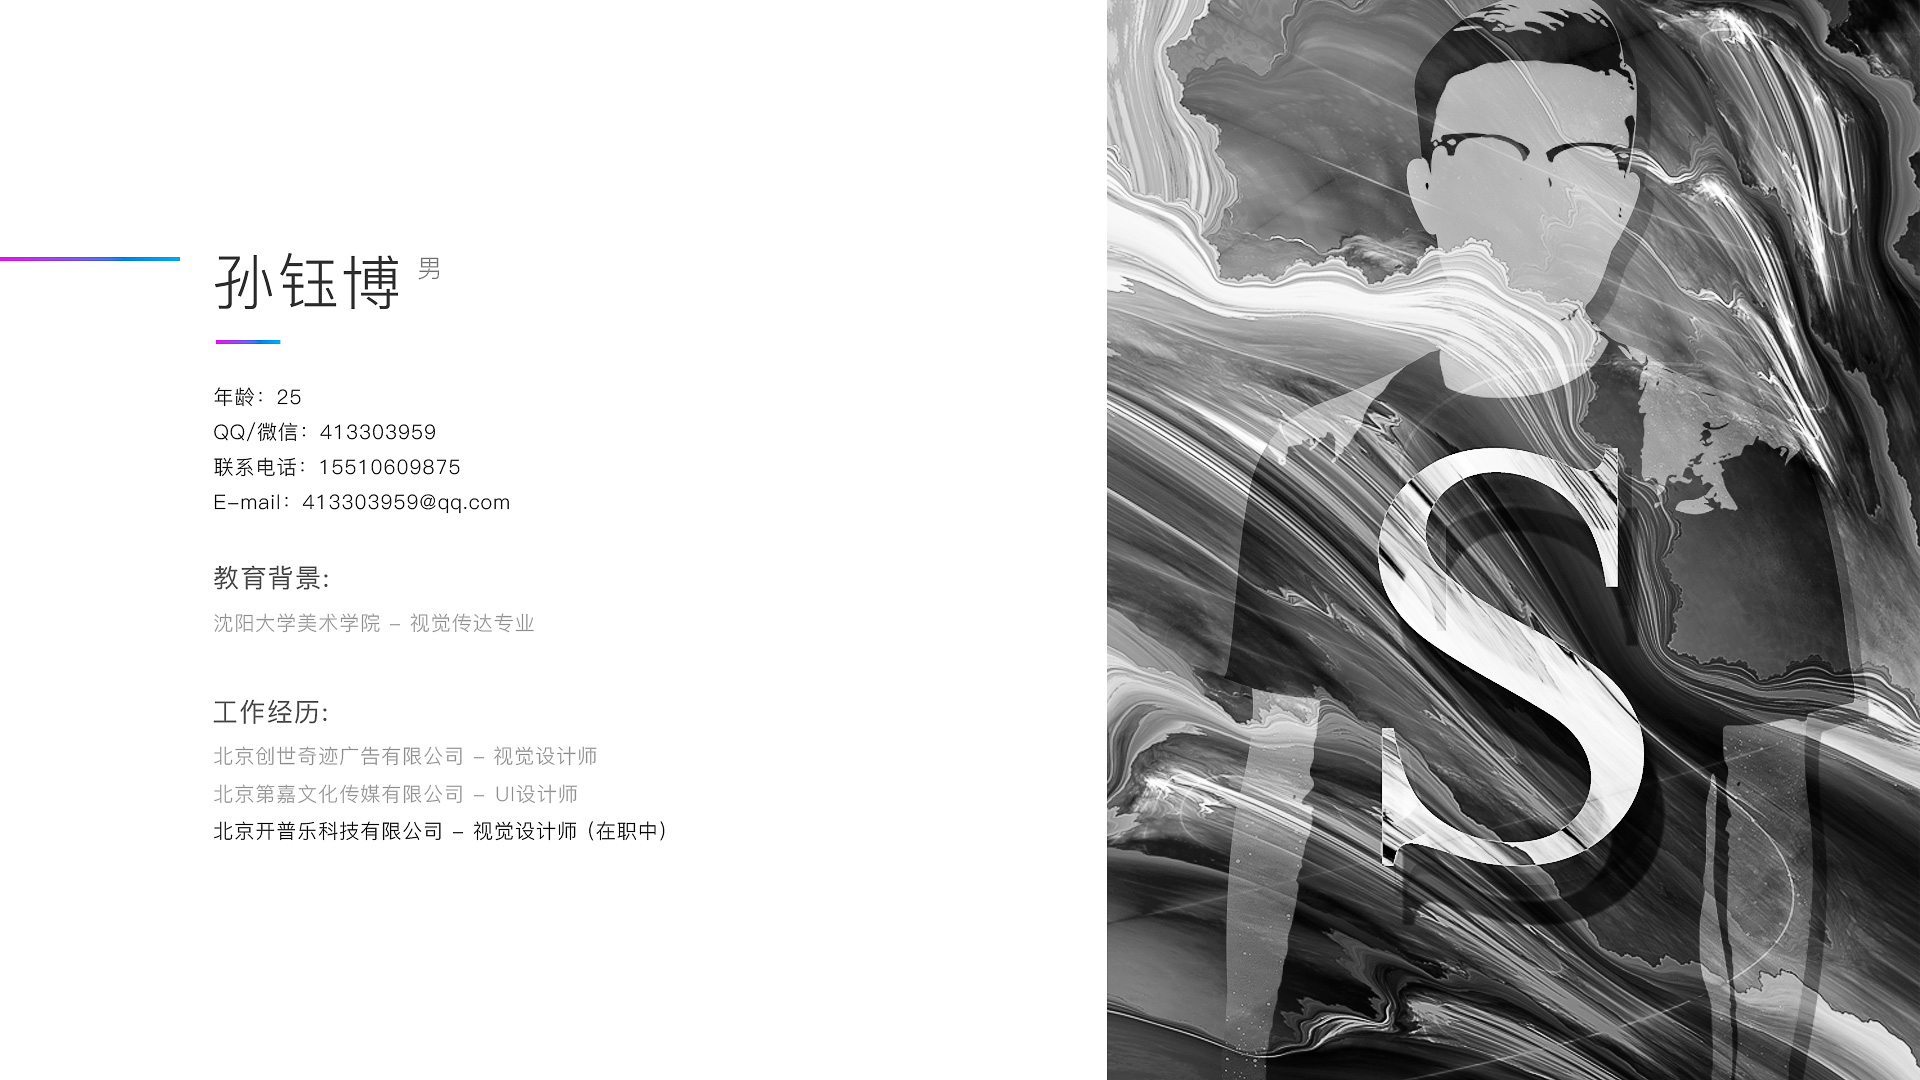 孙钰博 男
年龄：25
QQ/微信：413303959
联系电话：15510609875
E-mail：413303959@qq.com
教育背景:
沈阳大学美术学院 – 视觉传达专业
工作经历:
北京创世奇迹广告有限公司 – 视觉设计师
北京第嘉文化传媒有限公司 – UI设计师
北京开普乐科技有限公司 – 视觉设计师（在职中）
S